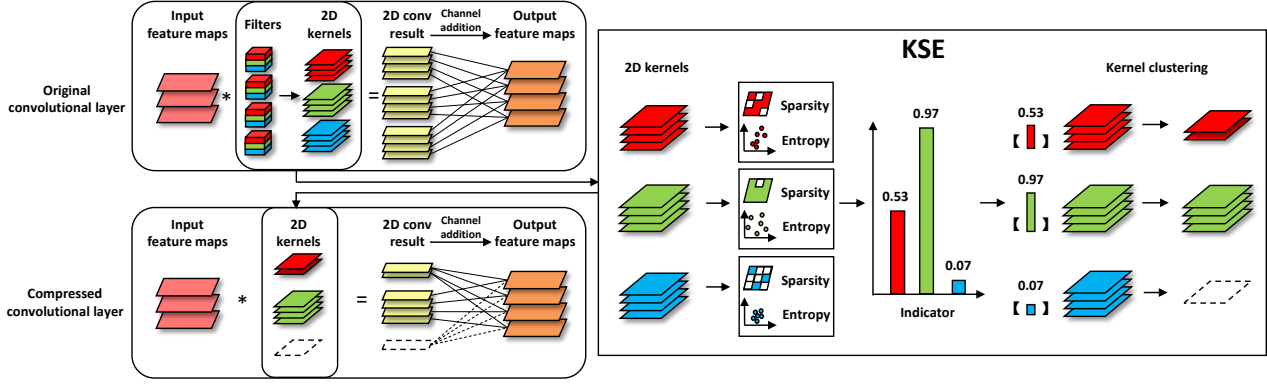 Original
convolutional layer
Input
feature maps
Filters
2D
kernels
2D conv
result
Channel
addition
Output
feature maps
*
=
Compressed
convolutional layer
Input
feature maps
2D
kernels
2D conv
result
Channel
addition
Output
feature maps
*
=
KSE
2D kernels
Kernel clustering
Sparsity
Entropy
Sparsity
Entropy
Sparsity
Entropy
0.53
0.97
0.07
Indicator
0.53
【 】
0.97
【 】
0.07
【 】